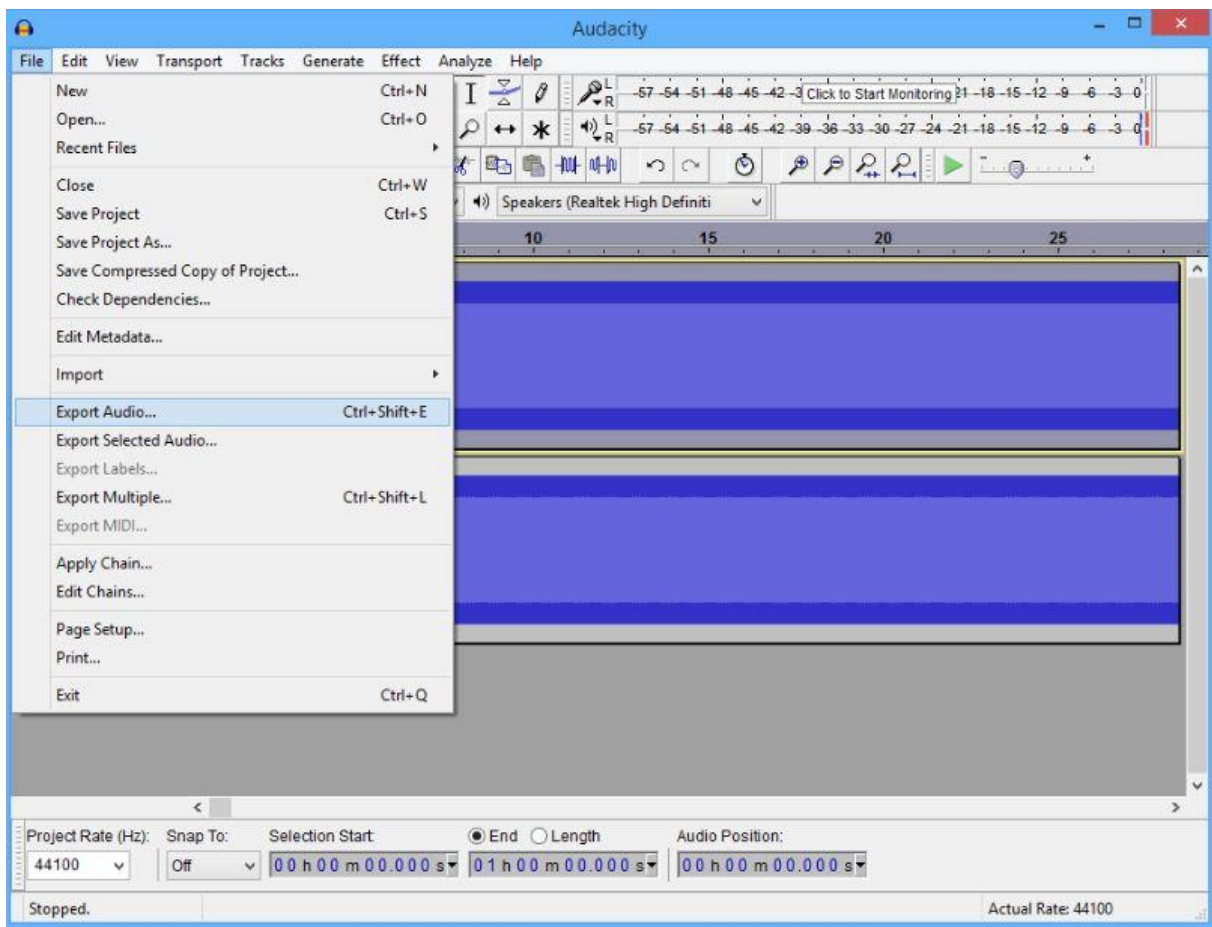 Audacity
File Edit View Transport Tracks Generate Effect Analyze Help
New Ctrl+N
Open... Ctrl+O
Recent Files
Close Ctrl+W
Save Project Ctrl+S
Save Project As...
Save Compressed Copy of Project...
Check Dependencies...
Edit Metadata...
Import
Export Audio... Ctrl+Shift+E
Export Selected Audio...
Export Labels...
Export Multiple... Ctrl+Shift+L
Export MIDI...
Apply Chain...
Edit Chains...
Page Setup...
Print...
Exit Ctrl+Q
L
R
-57 -54 -51 -48 -45 -42 Click to Start Monitoring -18 -15 -12 -9 -6 -3 0
L
R
-57 -54 -51 -48 -45 -42 -39 -36 -33 -30 -27 -24 -21 -18 -15 -12 -9 -6 -3 0
Speakers (Realtek High Definiti
10 15 20 25
Project Rate (Hz): Snap To: Selection Start: End Length Audio Position:
44100 Off 00 h 00 m 00.000 s 01 h 00 m 00.000 s 00 h 00 m 00.000 s
Stopped. Actual Rate: 44100